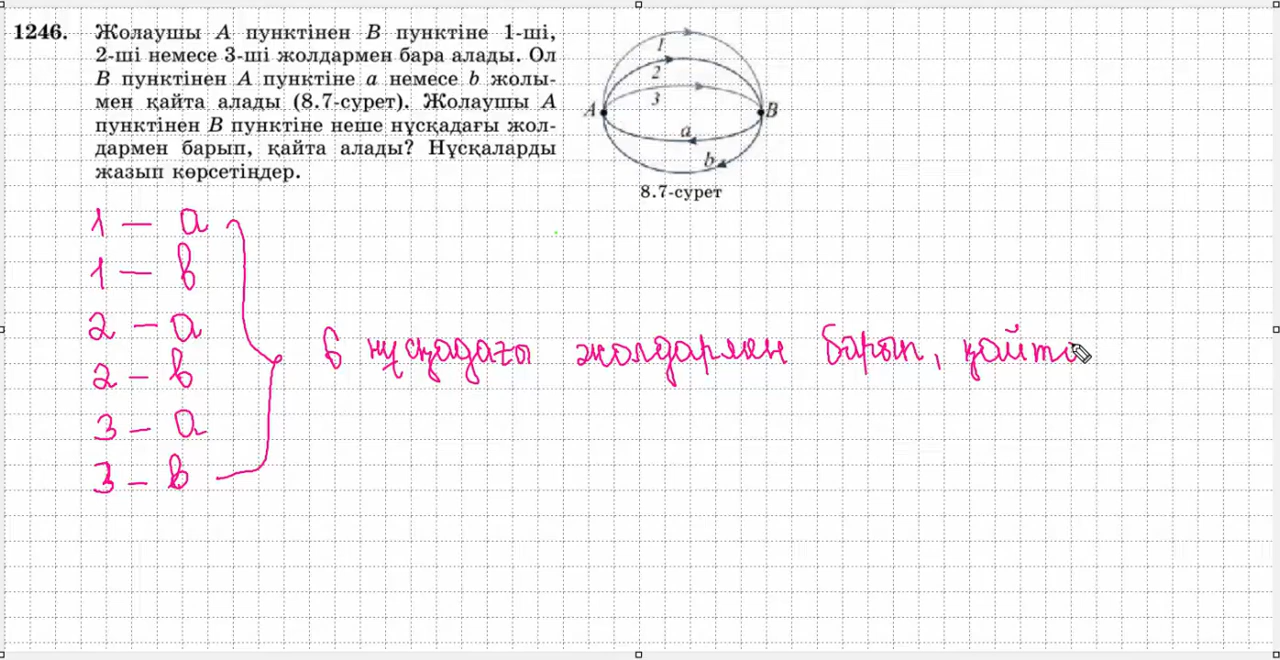 1246. Жолаушы A пунктінен B пунктіне 1-ші,
2-ші немесе 3-ші жолдармен бара алады. Ол
B пунктінен A пунктіне a немесе b жолы-
мен қайта алады (8.7-сурет). Жолаушы A
пунктінен B пунктіне неше нұсқадағы жол-
дармен барып, қайта алады? Нұсқаларды
жазып көрсетіңдер.
1
2
3
A
B
a
b
8.7-сурет
1 — a
1 — b
2 — a
2 — b
3 — a
3 — b
6 нұсқадағы жолдармен барып, қайта